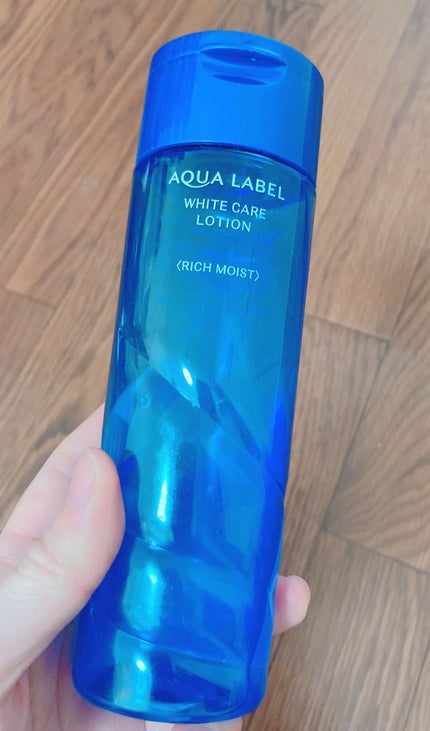 AQUA LABEL
WHITE CARE
LOTION
〈RICH MOIST〉